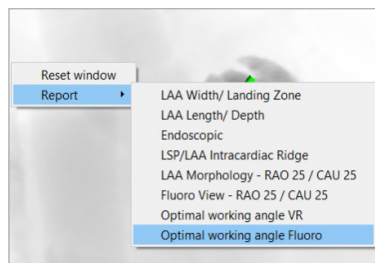 Reset window
Report
LAA Width/ Landing Zone
LAA Length/ Depth
Endoscopic
LSP/LAA Intracardiac Ridge
LAA Morphology - RAO 25 / CAU 25
Fluoro View - RAO 25 / CAU 25
Optimal working angle VR
Optimal working angle Fluoro